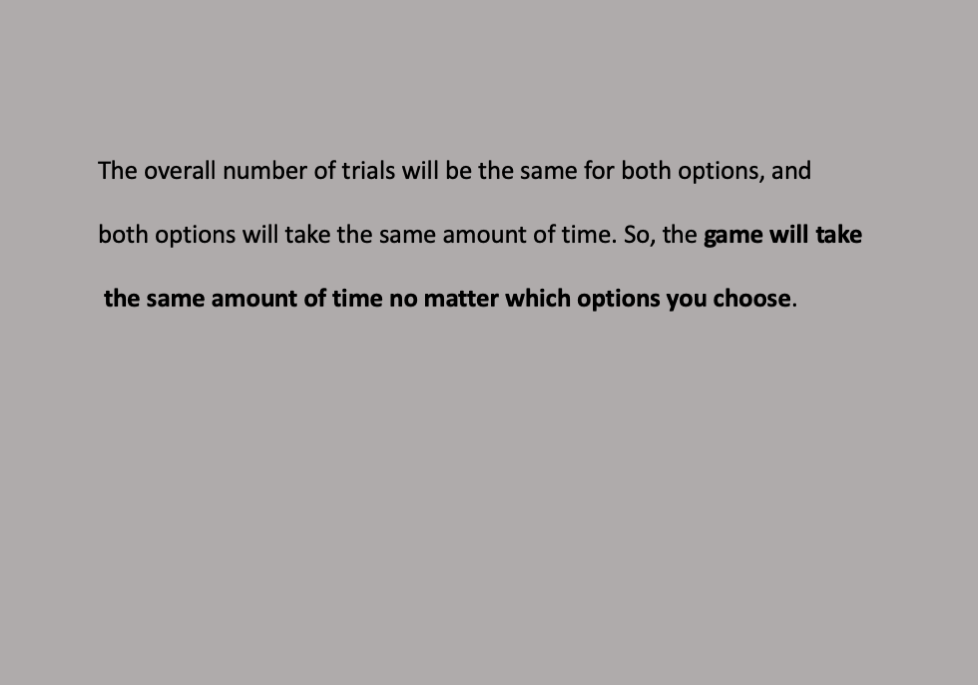 The overall number of trials will be the same for both options, and
both options will take the same amount of time. So, the game will take
the same amount of time no matter which options you choose.